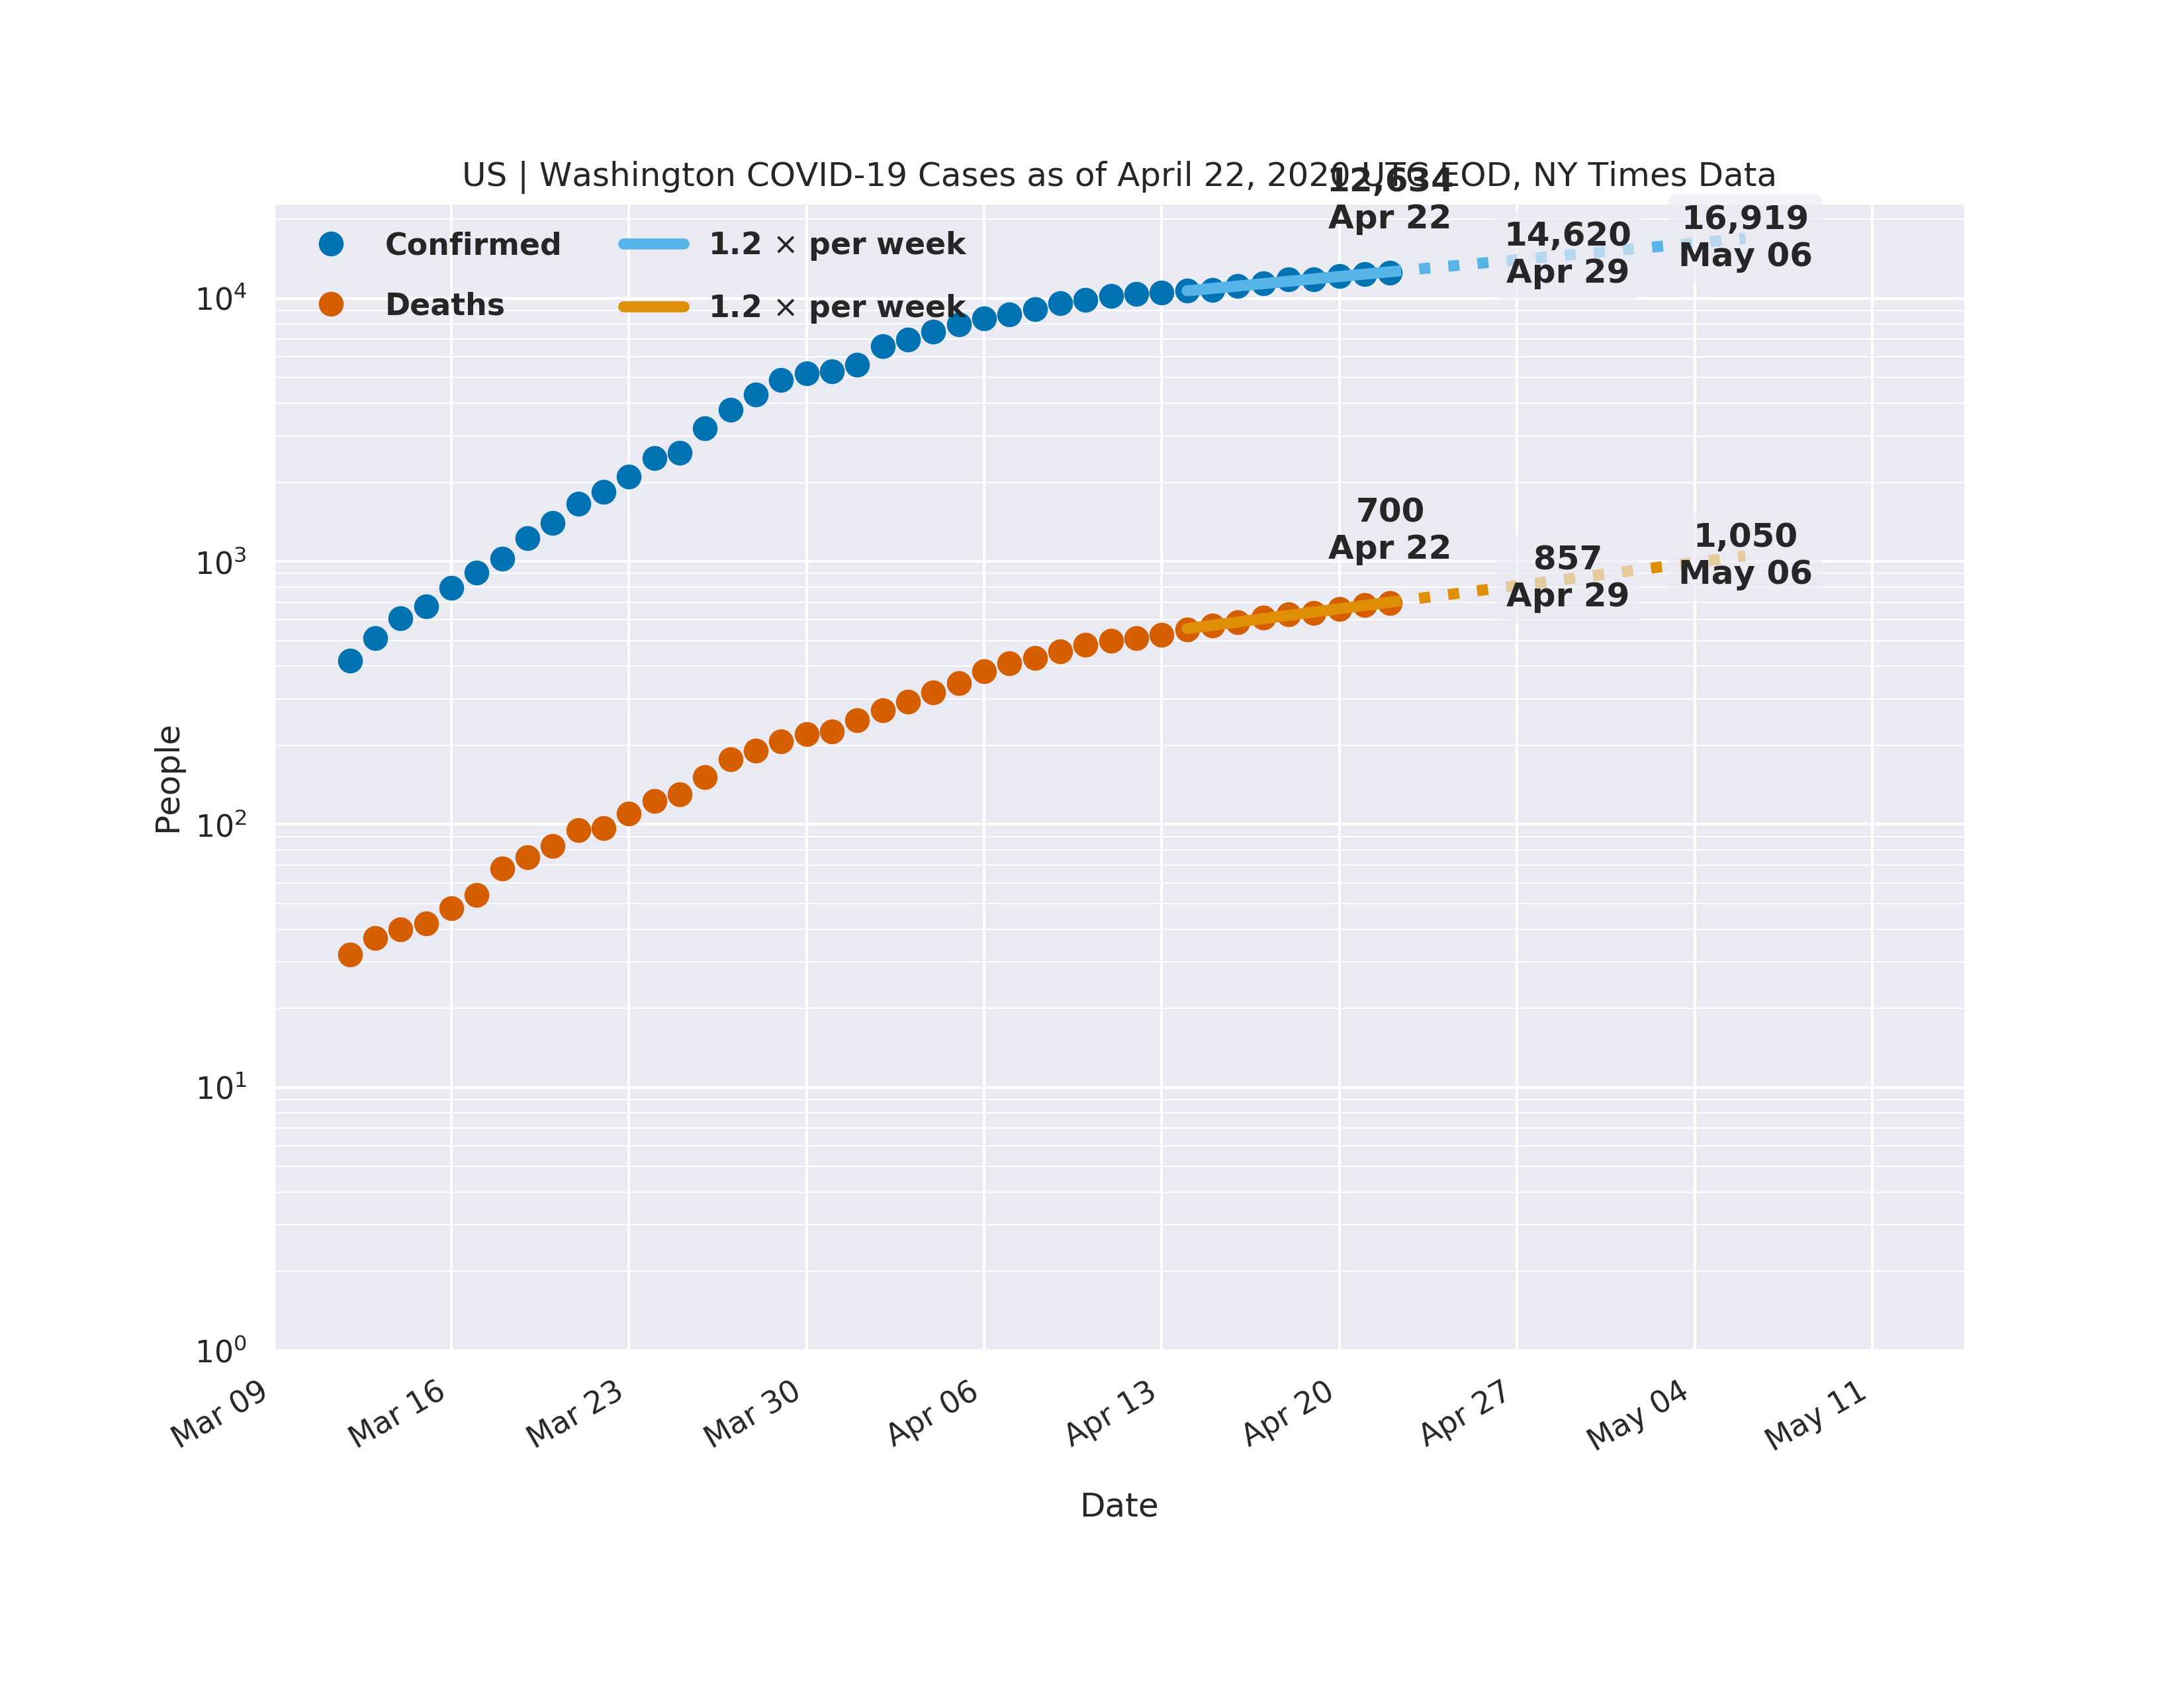 US | Washington COVID-19 Cases as of April 22, 2020 UTC EOD, NY Times Data
12,634
Apr 22
14,620
Apr 29
16,919
May 06
Confirmed
Deaths
1.2 × per week
1.2 × per week
700
Apr 22
857
Apr 29
1,050
May 06
People
10⁴
10³
10²
10¹
10⁰
Mar 09
Mar 16
Mar 23
Mar 30
Apr 06
Apr 13
Apr 20
Apr 27
May 04
May 11
Date